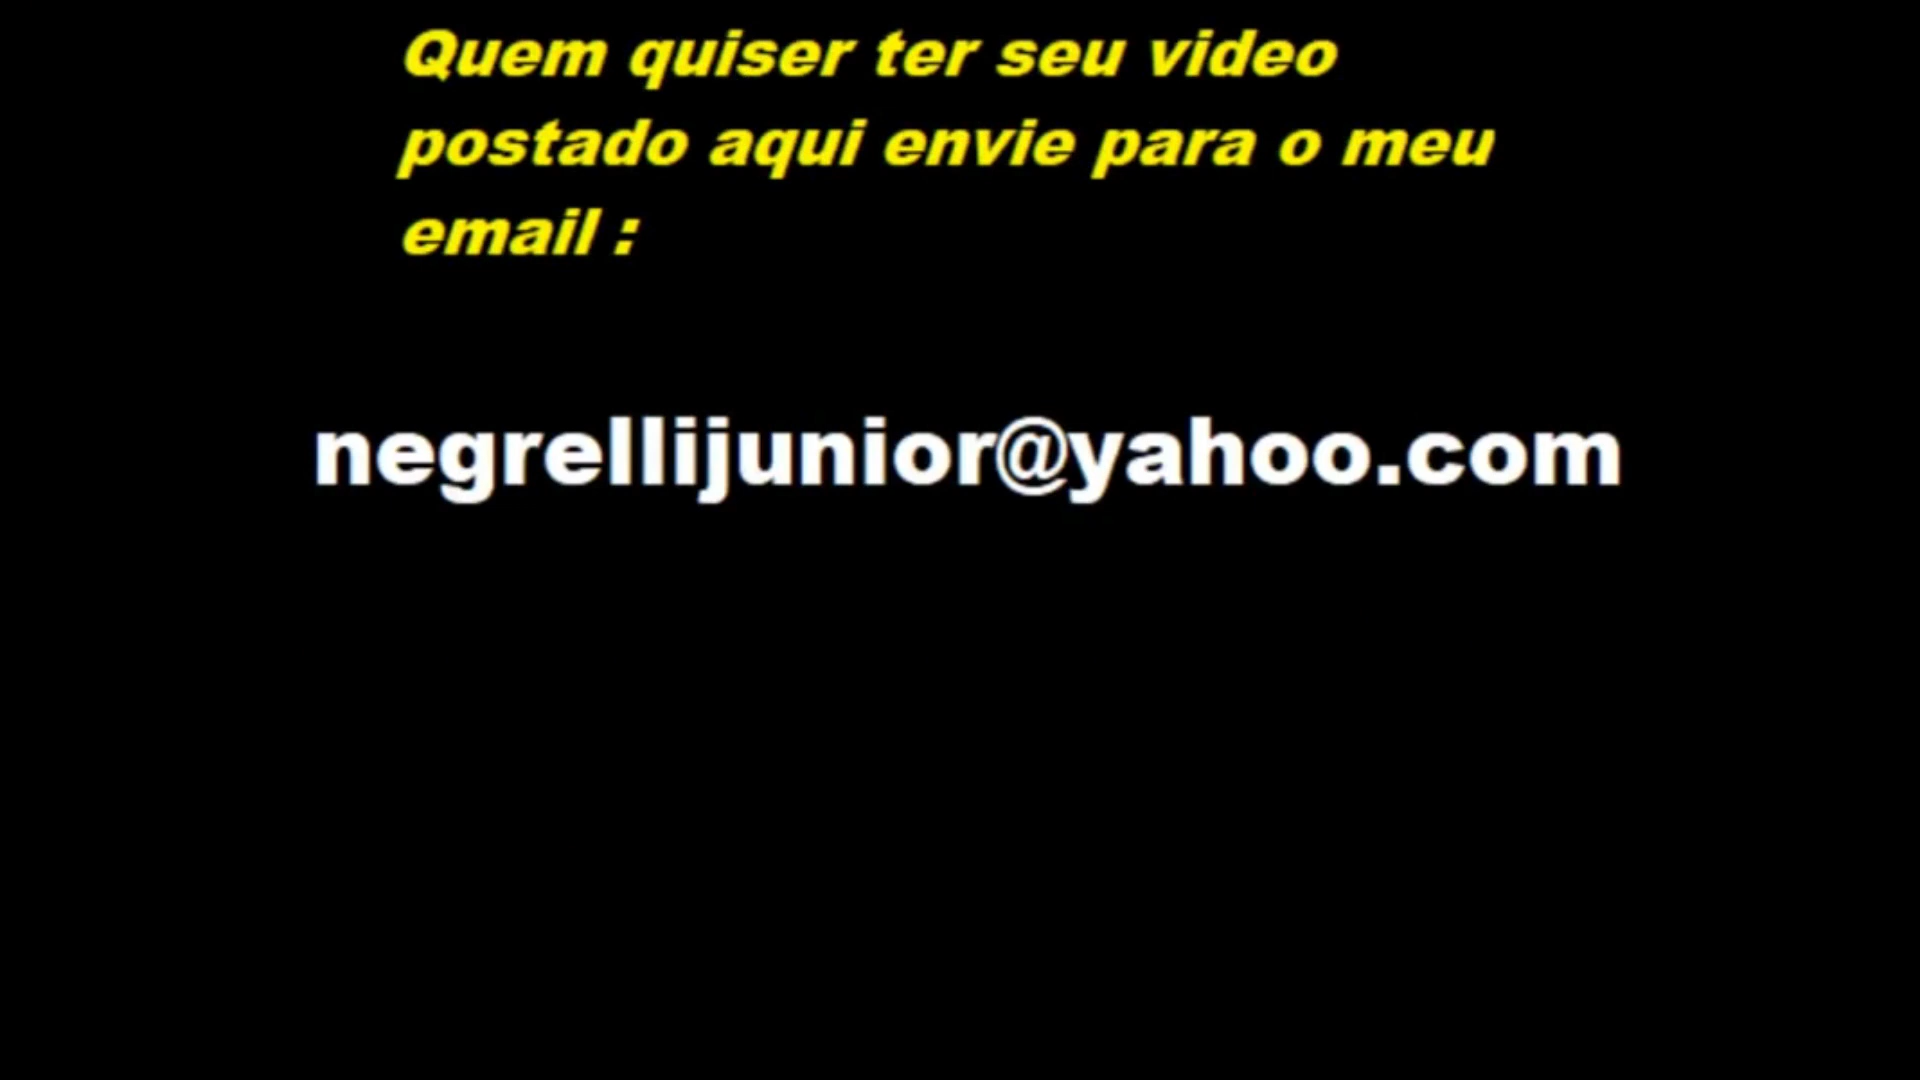 Quem quiser ter seu video
postado aqui envie para o meu
email :
negrellijunior@yahoo.com